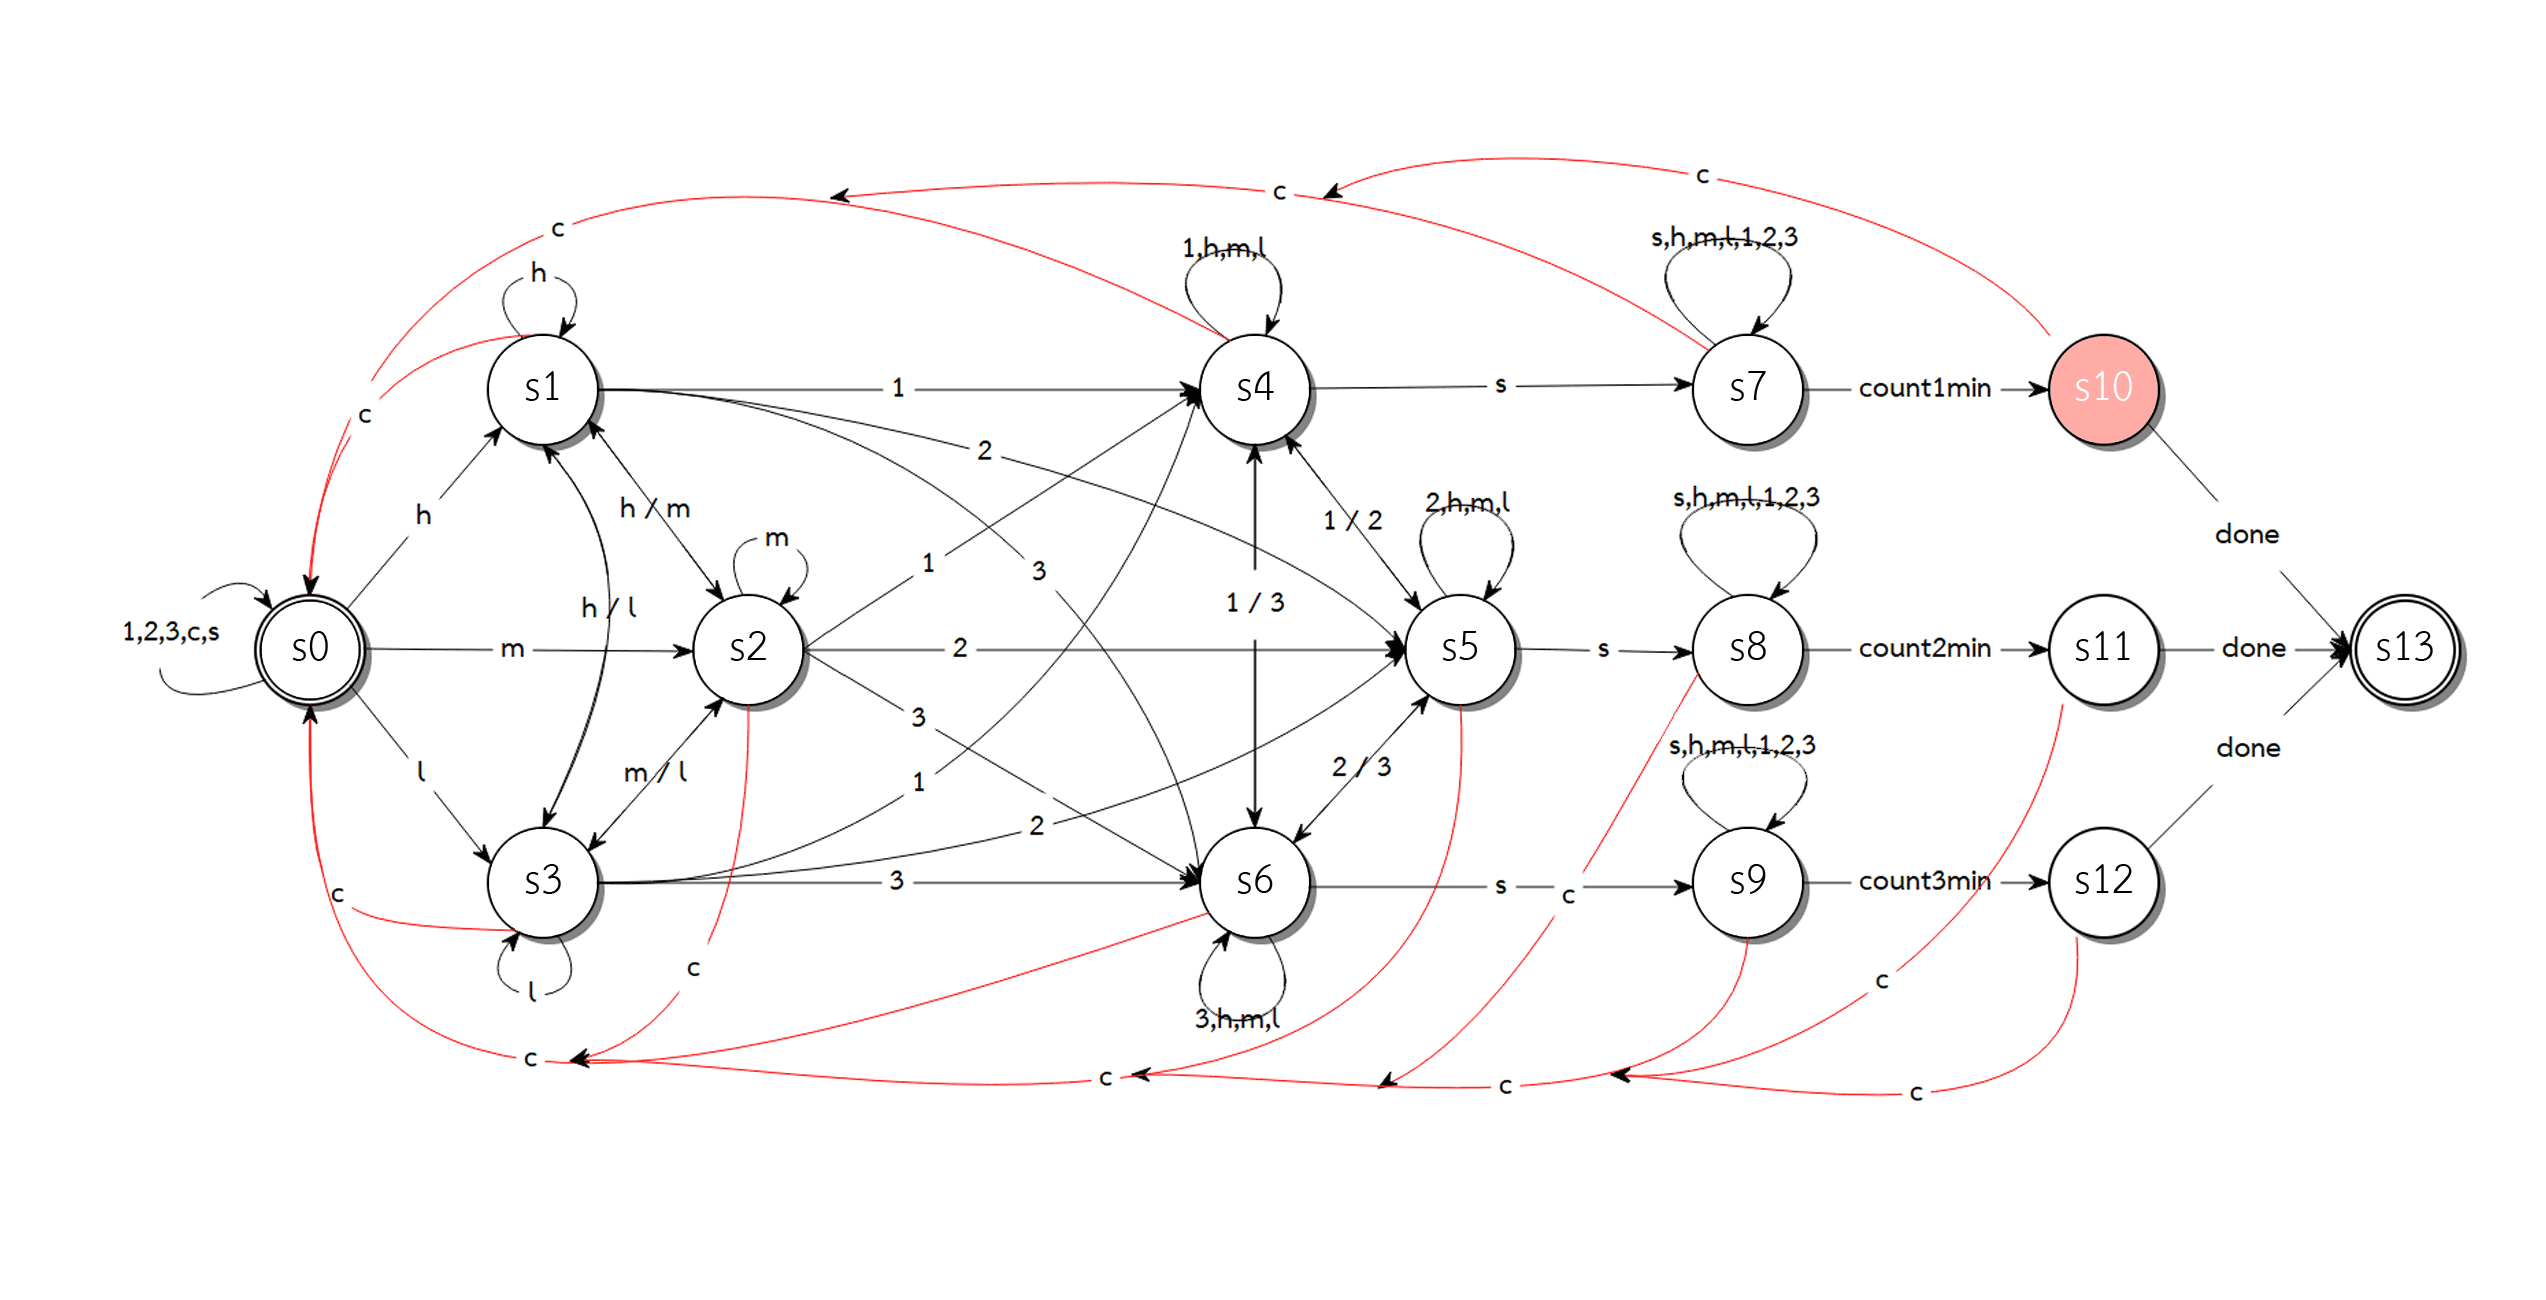 c
c
c
s,h,m,l,1,2,3
1,h,m,l
h
s1
1
s4
s
s7
count1min
s10
c
2
s,h,m,l,1,2,3
2,h,m,l
h
h / m
1 / 2
done
m
1
3
1 / 3
h / l
1,2,3,c,s
s0
m
s2
2
s5
s
s8
count2min
s11
done
s13
3
s,h,m,l,1,2,3
done
l
m / l
2 / 3
1
2
s3
3
s6
s
c
s9
count3min
s12
c
c
c
l
3,h,m,l
c
c
c
c